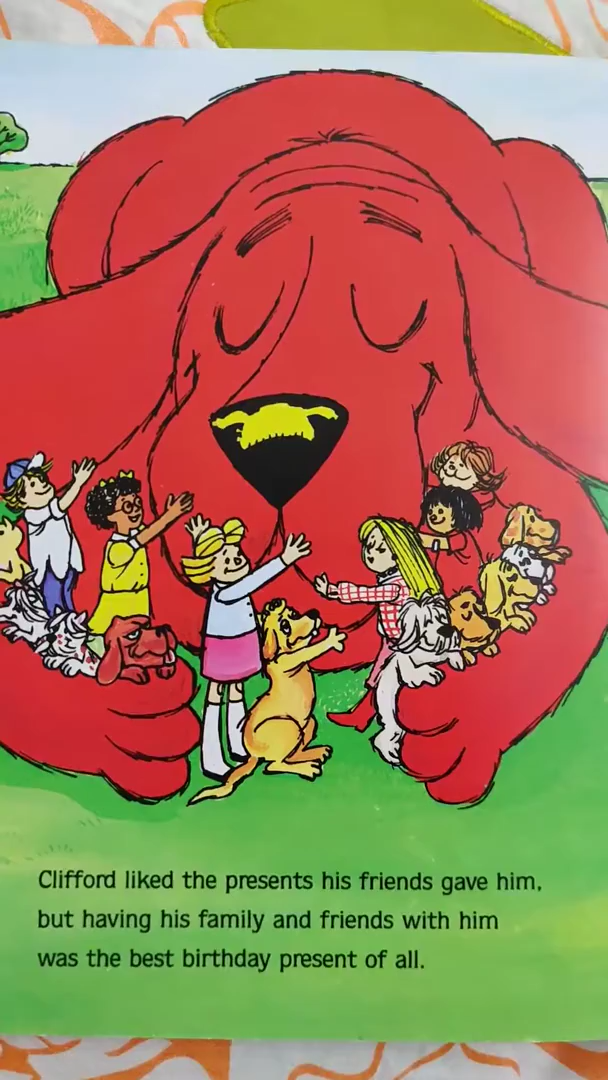 Clifford liked the presents his friends gave him,
but having his family and friends with him
was the best birthday present of all.